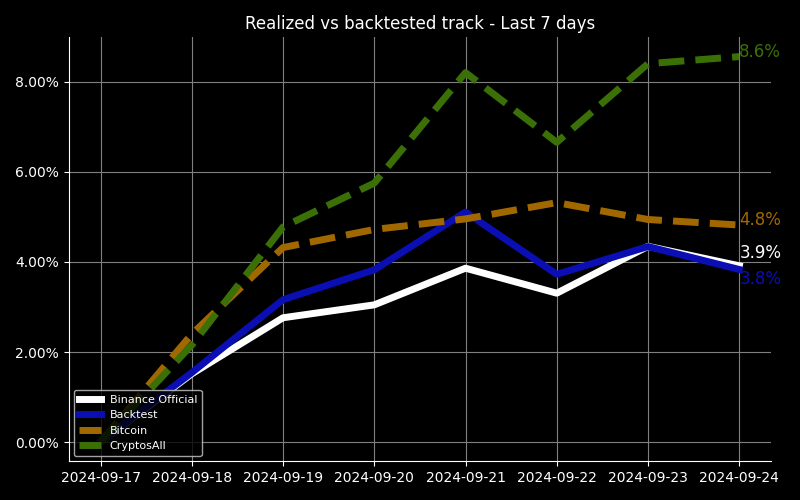 Realized vs backtested track - Last 7 days
8.00%
6.00%
4.00%
2.00%
0.00%
8.6%
4.8%
3.9%
3.8%
Binance Official
Backtest
Bitcoin
CryptosAll
2024-09-17 2024-09-18 2024-09-19 2024-09-20 2024-09-21 2024-09-22 2024-09-23 2024-09-24